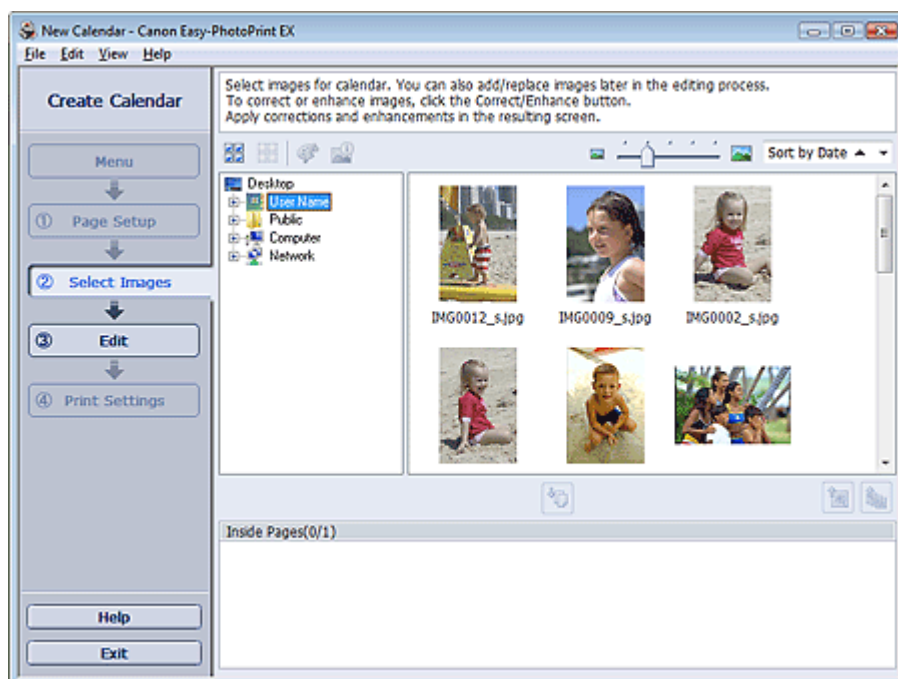 New Calendar - Canon Easy-PhotoPrint EX
File Edit View Help
Create Calendar
Select images for calendar. You can also add/replace images later in the editing process.
To correct or enhance images, click the Correct/Enhance button.
Apply corrections and enhancements in the resulting screen.
Menu
① Page Setup
② Select Images
③ Edit
④ Print Settings
Help
Exit
Sort by Date
Desktop
User Name
Public
Computer
Network
IMG0012_s.jpg IMG0009_s.jpg IMG0002_s.jpg
Inside Pages(0/1)